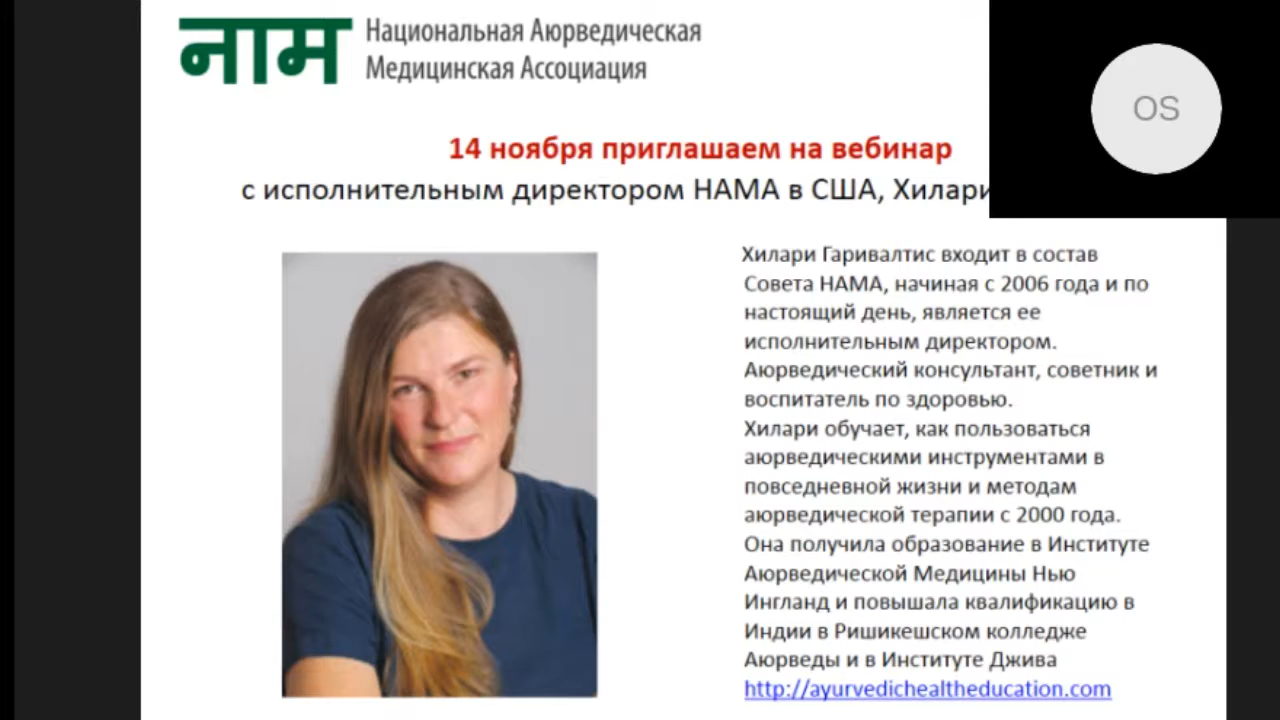 नाम
Национальная Аюрведическая
Медицинская Ассоциация
OS
14 ноября приглашаем на вебинар
с исполнительным директором НАМА в США, Хилари
Хилари Гаривалтис входит в состав
Совета НАМА, начиная с 2006 года и по
настоящий день, является ее
исполнительным директором.
Аюрведический консультант, советник и
воспитатель по здоровью.
Хилари обучает, как пользоваться
аюрведическими инструментами в
повседневной жизни и методам
аюрведической терапии с 2000 года.
Она получила образование в Институте
Аюрведической Медицины Нью
Ингланд и повышала квалификацию в
Индии в Ришикешском колледже
Аюрведы и в Институте Джива
http://ayurvedichealtheducation.com